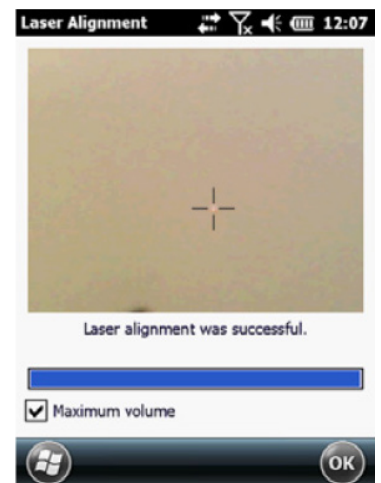 Laser Alignment 12:07
Laser alignment was successful.
Maximum volume
OK